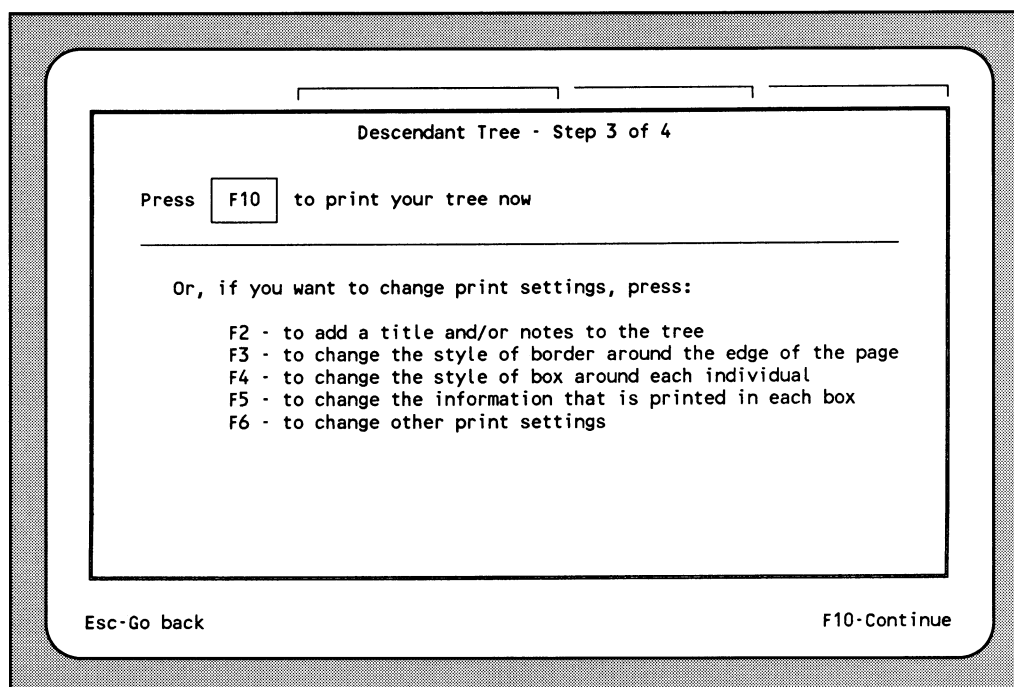 Descendant Tree - Step 3 of 4
Press F10 to print your tree now
Or, if you want to change print settings, press:
F2 - to add a title and/or notes to the tree
F3 - to change the style of border around the edge of the page
F4 - to change the style of box around each individual
F5 - to change the information that is printed in each box
F6 - to change other print settings
Esc-Go back
F10-Continue